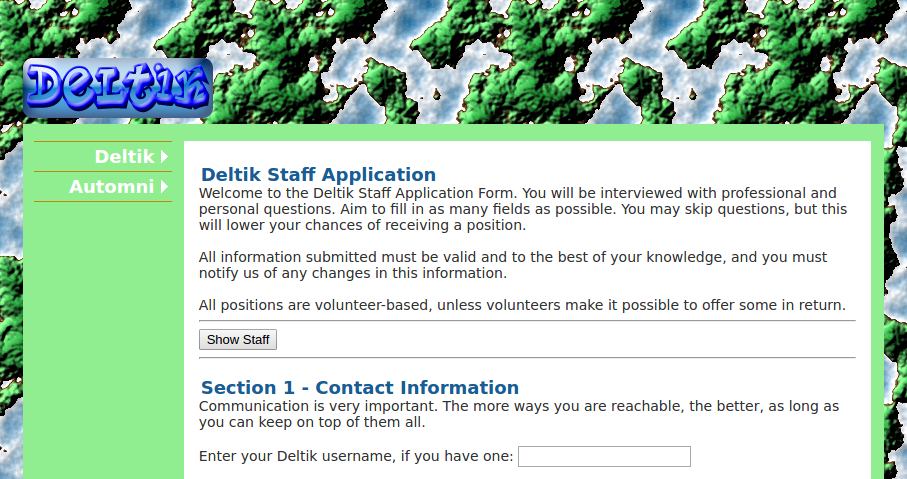 Deltik
Deltik
Automni
Deltik Staff Application
Welcome to the Deltik Staff Application Form. You will be interviewed with professional and
personal questions. Aim to fill in as many fields as possible. You may skip questions, but this
will lower your chances of receiving a position.
All information submitted must be valid and to the best of your knowledge, and you must
notify us of any changes in this information.
All positions are volunteer-based, unless volunteers make it possible to offer some in return.
Show Staff
Section 1 - Contact Information
Communication is very important. The more ways you are reachable, the better, as long as
you can keep on top of them all.
Enter your Deltik username, if you have one: